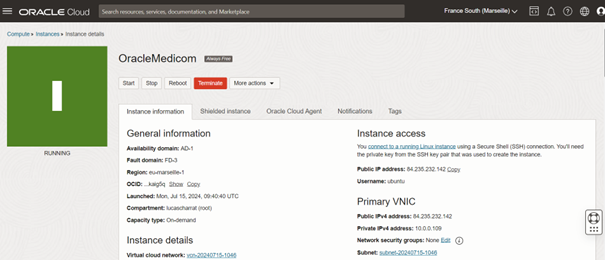 ORACLE Cloud
Search resources, services, documentation, and Marketplace
France South (Marseille)
Compute
Instances
Instance details
OracleMedicom
Always Free
Start
Stop
Reboot
Terminate
More actions
Instance information
Shielded instance
Oracle Cloud Agent
Notifications
Tags
RUNNING
General information
Availability domain: AD-1
Fault domain: FD-3
Region: eu-marseille-1
OCID: ...kaig5q Show Copy
Launched: Mon, Jul 15, 2024, 09:40:40 UTC
Compartment: lucascharrat (root)
Capacity type: On-demand
Instance details
Virtual cloud network: vcn-20240715-1046
Instance access
You connect to a running Linux instance using a Secure Shell (SSH) connection. You'll need
the private key from the SSH key pair that was used to create the instance.
Public IP address: 84.235.232.142 Copy
Username: ubuntu
Primary VNIC
Public IPv4 address: 84.235.232.142
Private IPv4 address: 10.0.0.109
Network security groups: None Edit
Subnet: subnet-20240715-1046